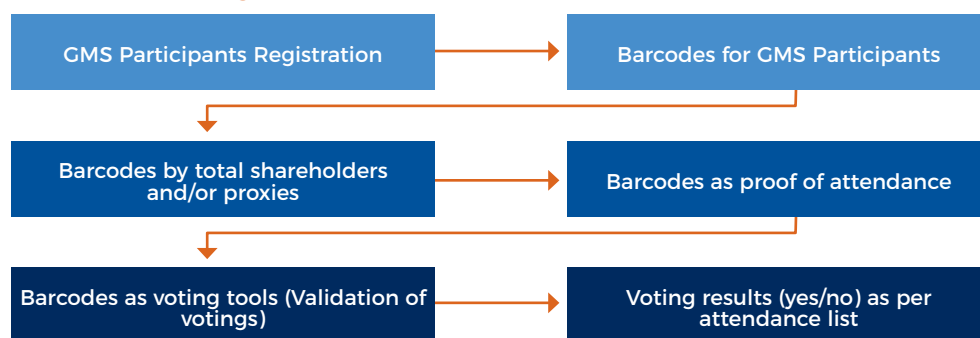 GMS Participants Registration
Barcodes for GMS Participants
Barcodes by total shareholders
and/or proxies
Barcodes as proof of attendance
Barcodes as voting tools (Validation of
votings)
Voting results (yes/no) as per
attendance list